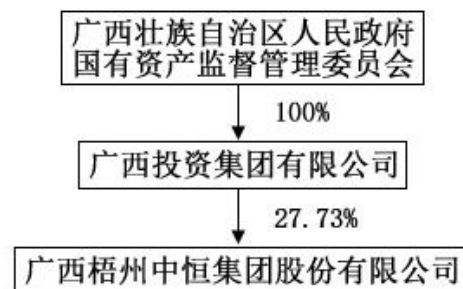 广西壮族自治区人民政府
国有资产监督管理委员会
100%
广西投资集团有限公司
27.73%
广西梧州中恒集团股份有限公司